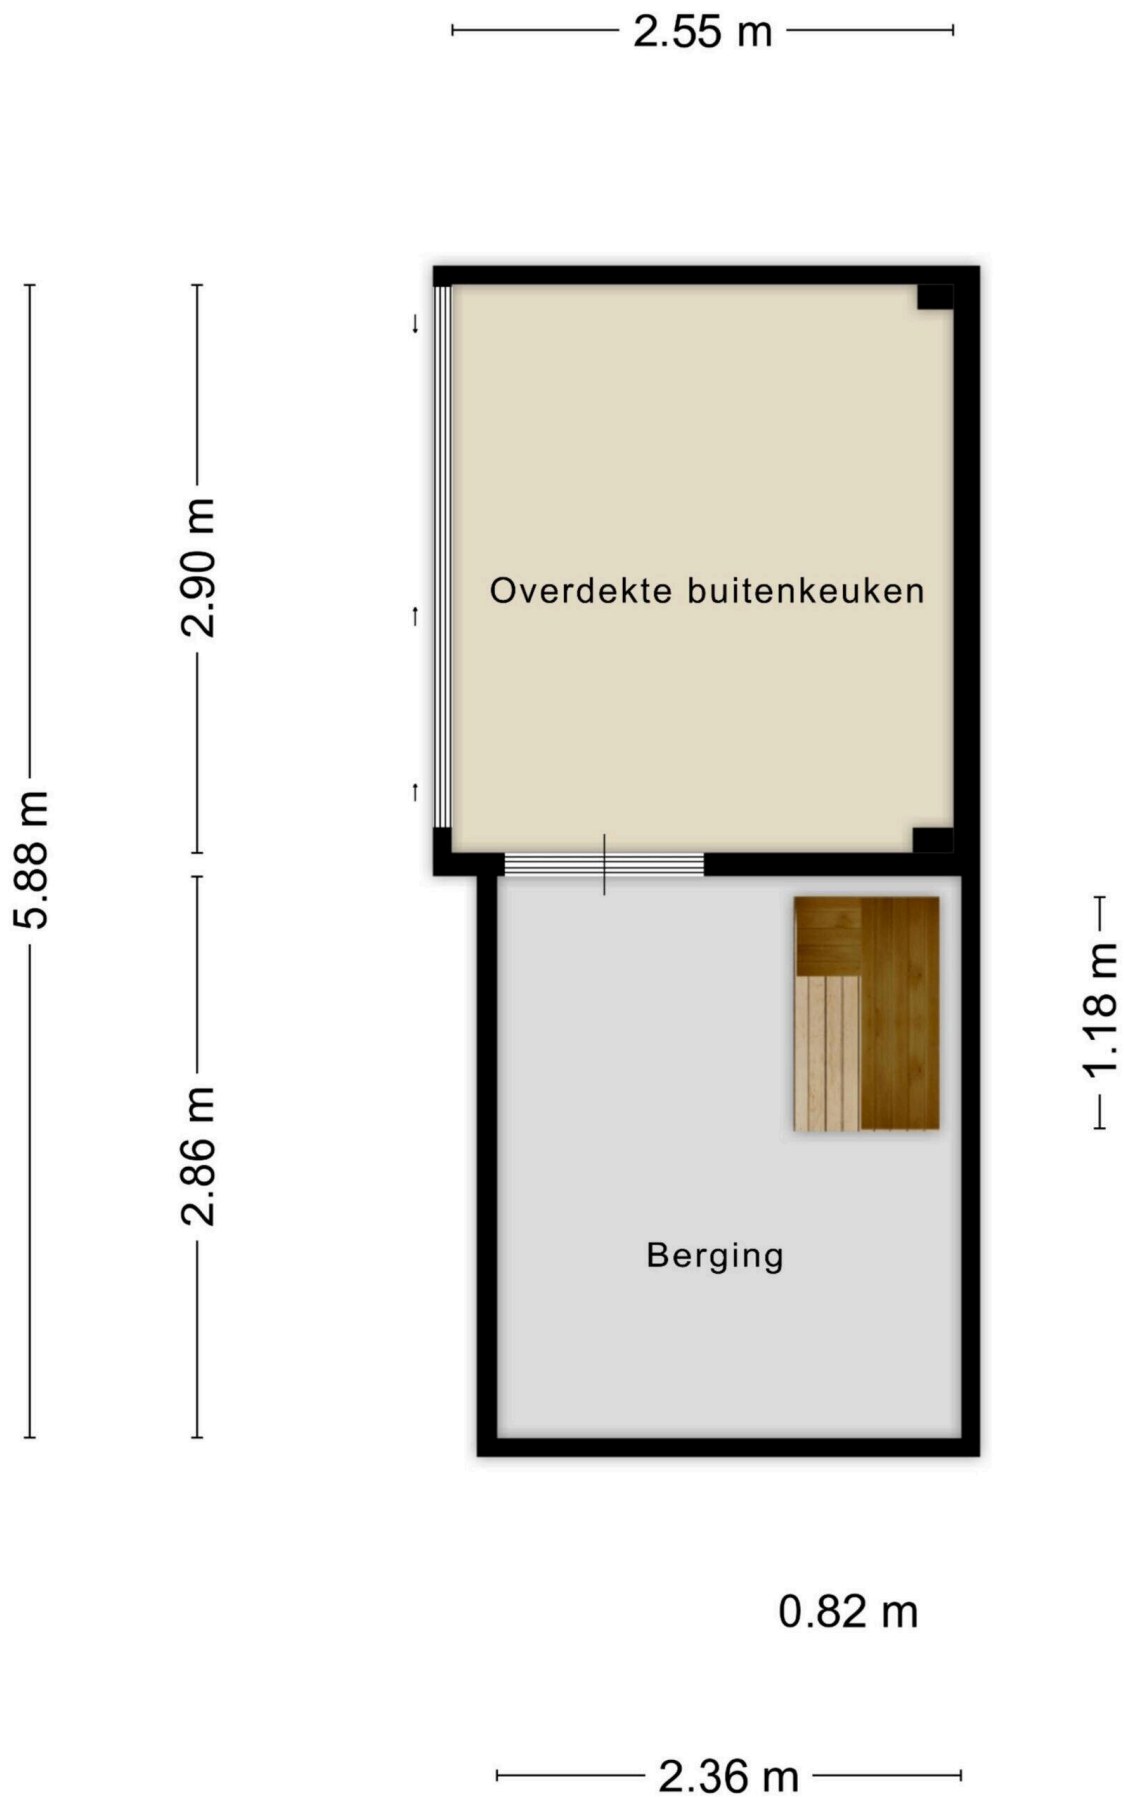 2.55 m
2.90 m
Overdekte buitenkeuken
5.88 m
1.18 m
2.86 m
Berging
0.82 m
2.36 m